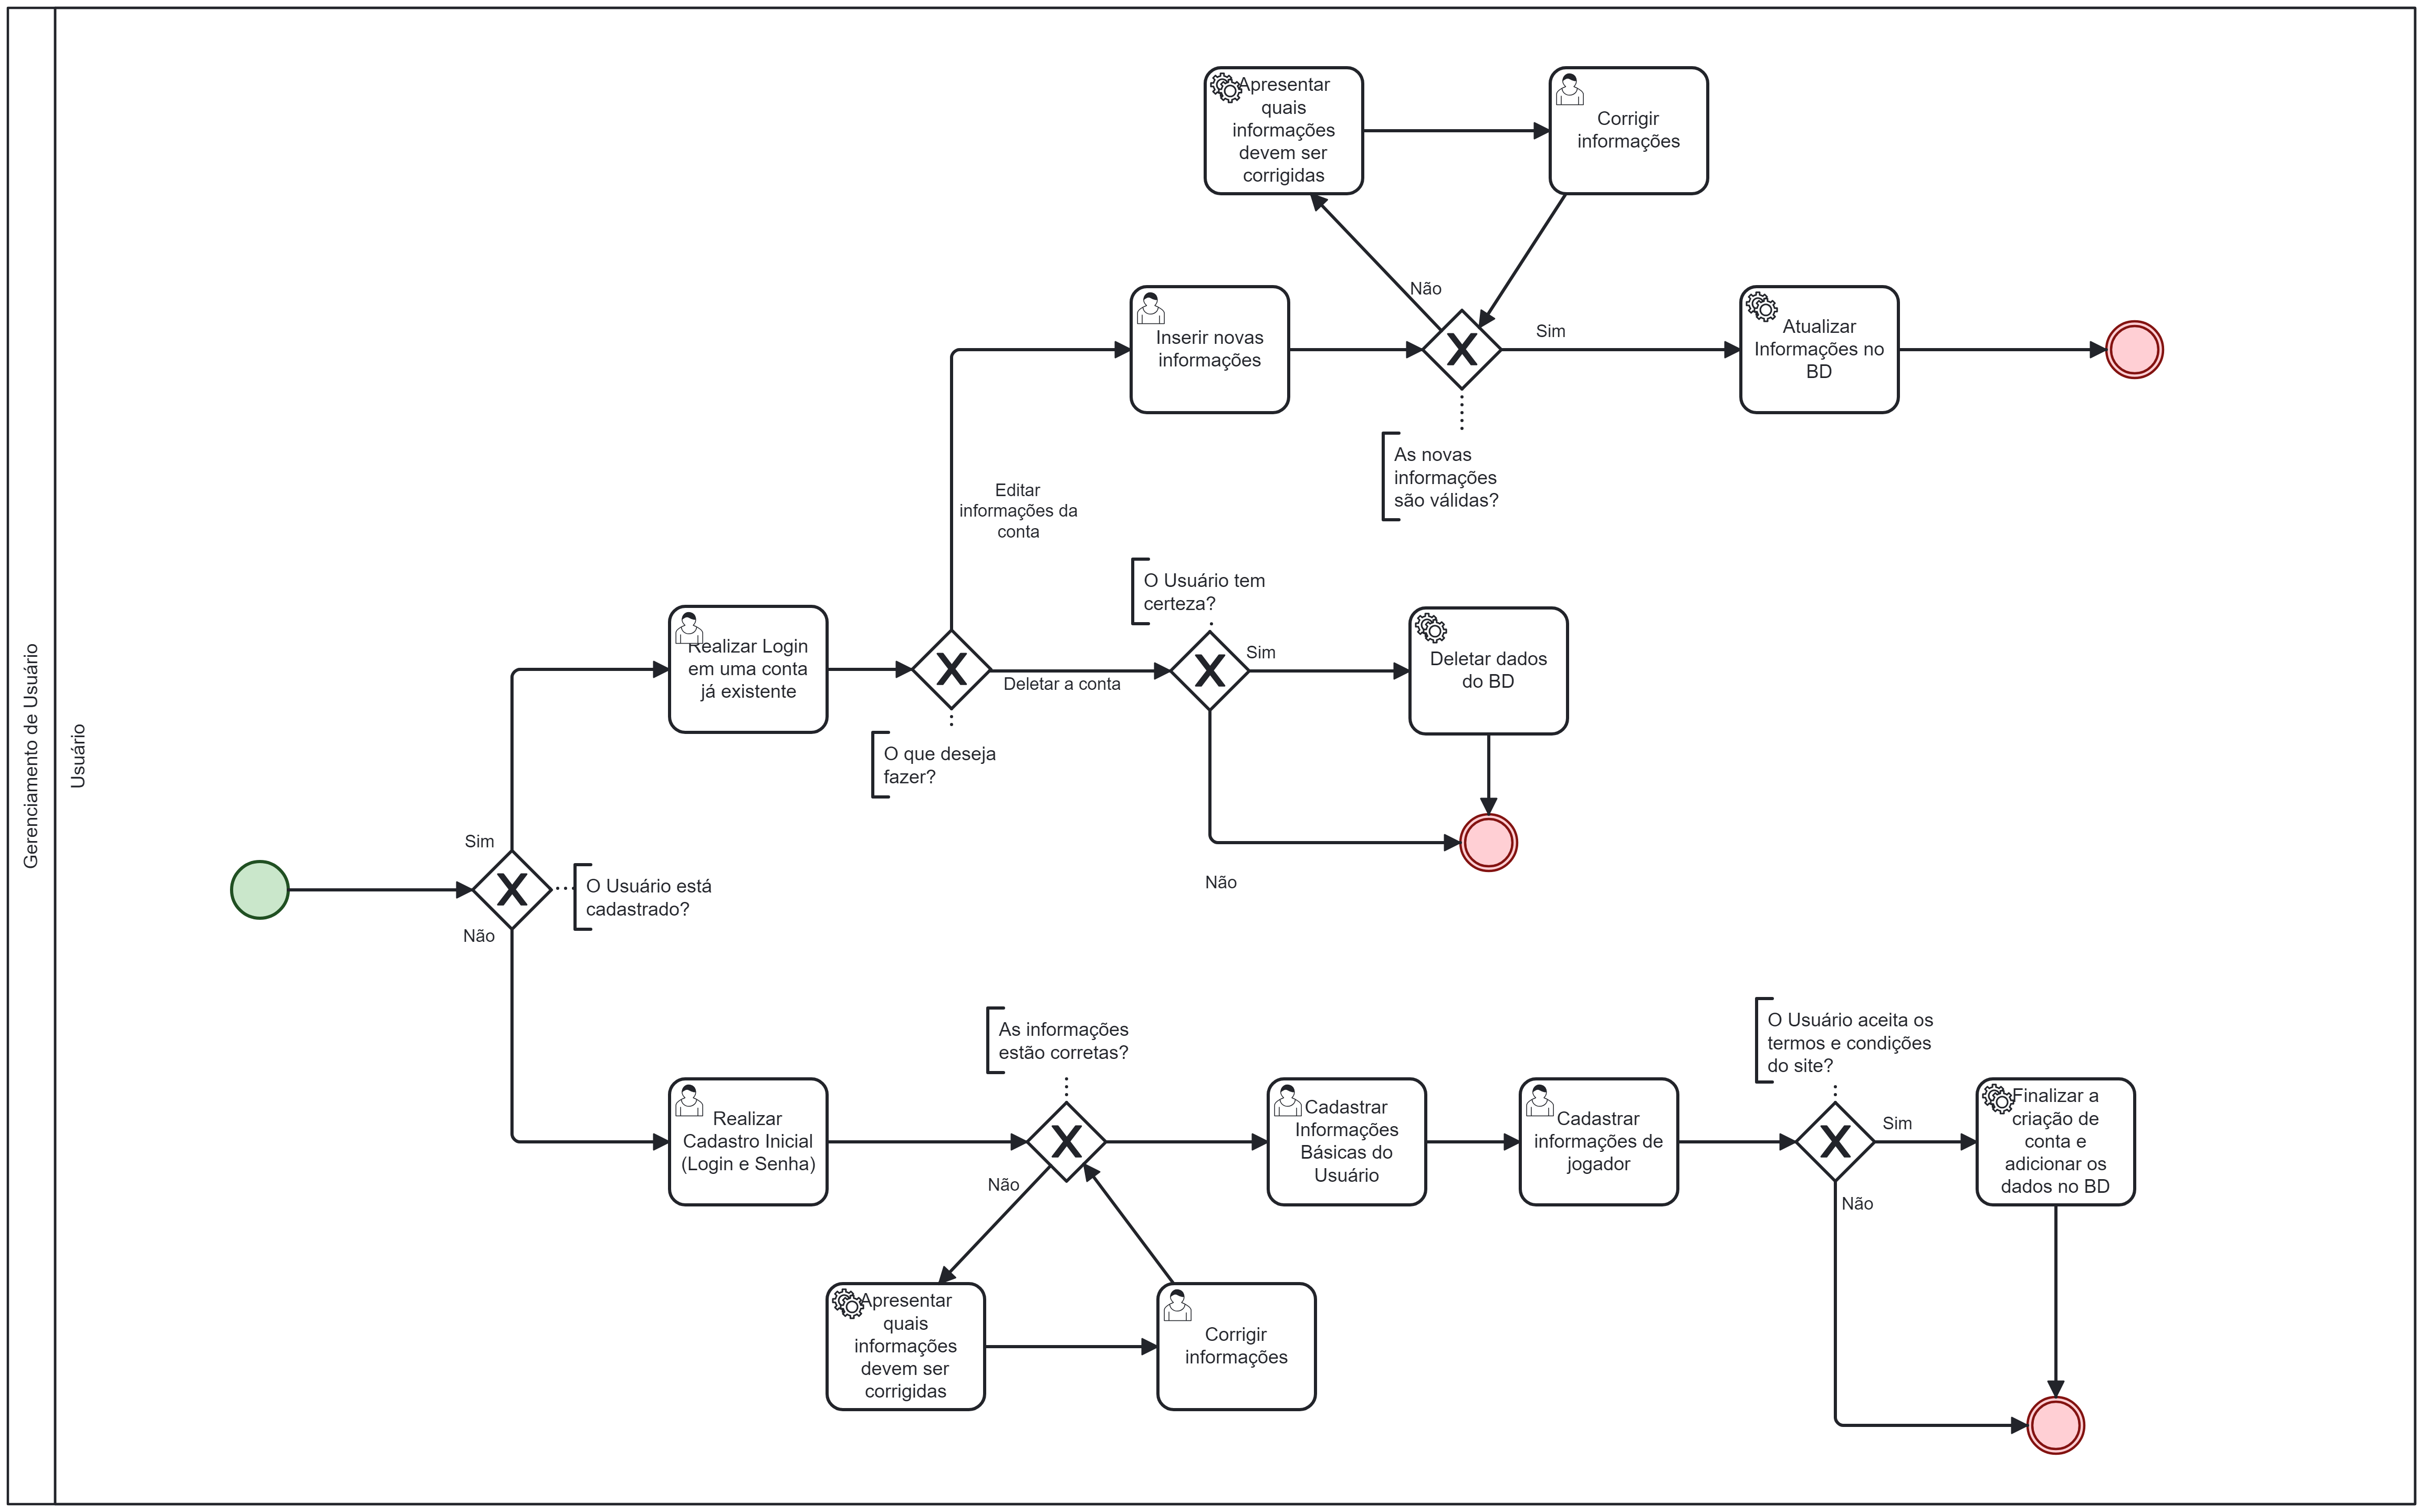 Gerenciamento de Usuário
Usuário
Apresentar
quais
informações
devem ser
corrigidas
Corrigir
informações
Não
Inserir novas
informações
Sim
Atualizar
Informações no
BD
As novas
informações
são válidas?
Editar
informações da
conta
O Usuário tem
certeza?
Realizar Login
em uma conta
já existente
Deletar a conta
Sim
Deletar dados
do BD
O que deseja
fazer?
Sim
O Usuário está
cadastrado?
Não
Não
As informações
estão corretas?
O Usuário aceita os
termos e condições
do site?
Realizar
Cadastro Inicial
(Login e Senha)
Não
Cadastrar
Informações
Básicas do
Usuário
Cadastrar
informações de
jogador
Sim
Não
Finalizar a
criação de
conta e
adicionar os
dados no BD
Apresentar
quais
informações
devem ser
corrigidas
Corrigir
informações